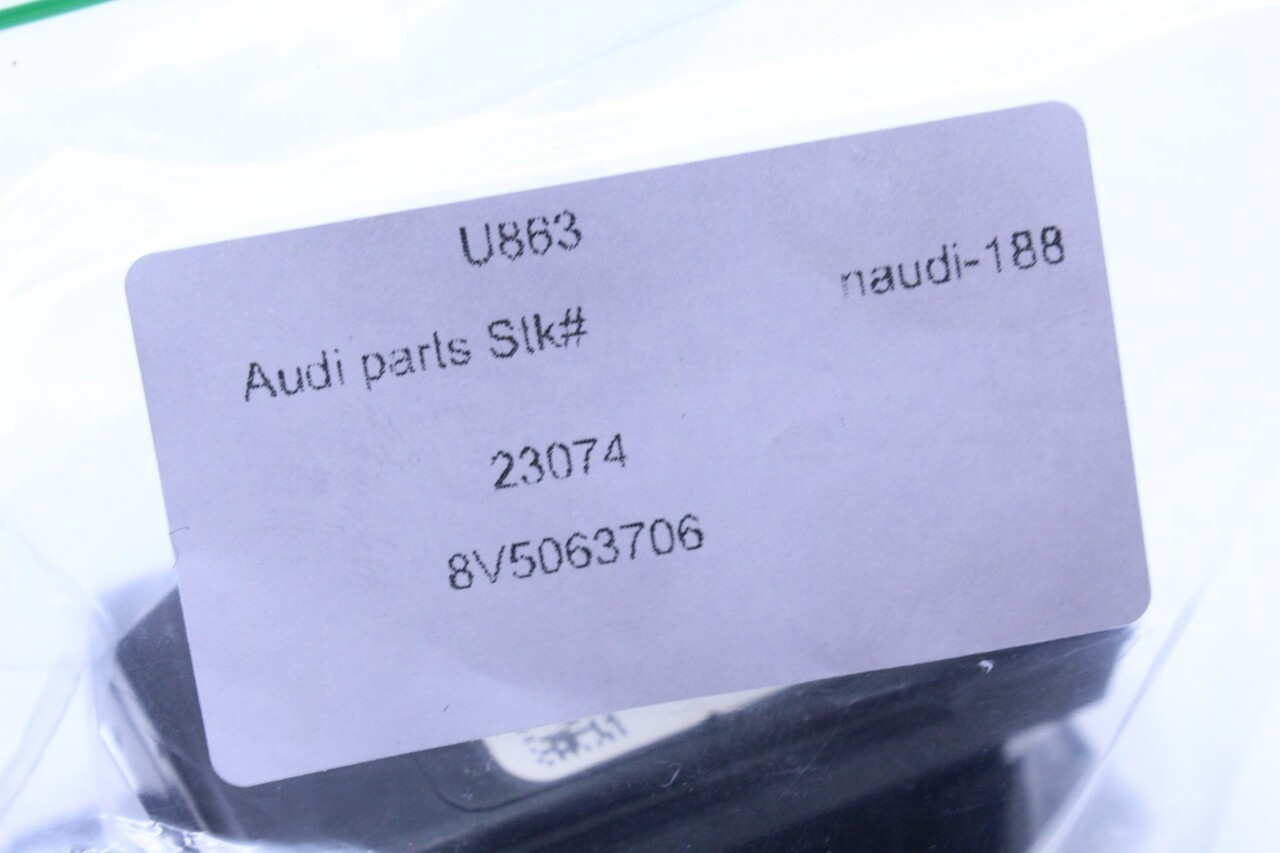 U863
naudi-188
Audi parts Stk#
23074
8V5063706